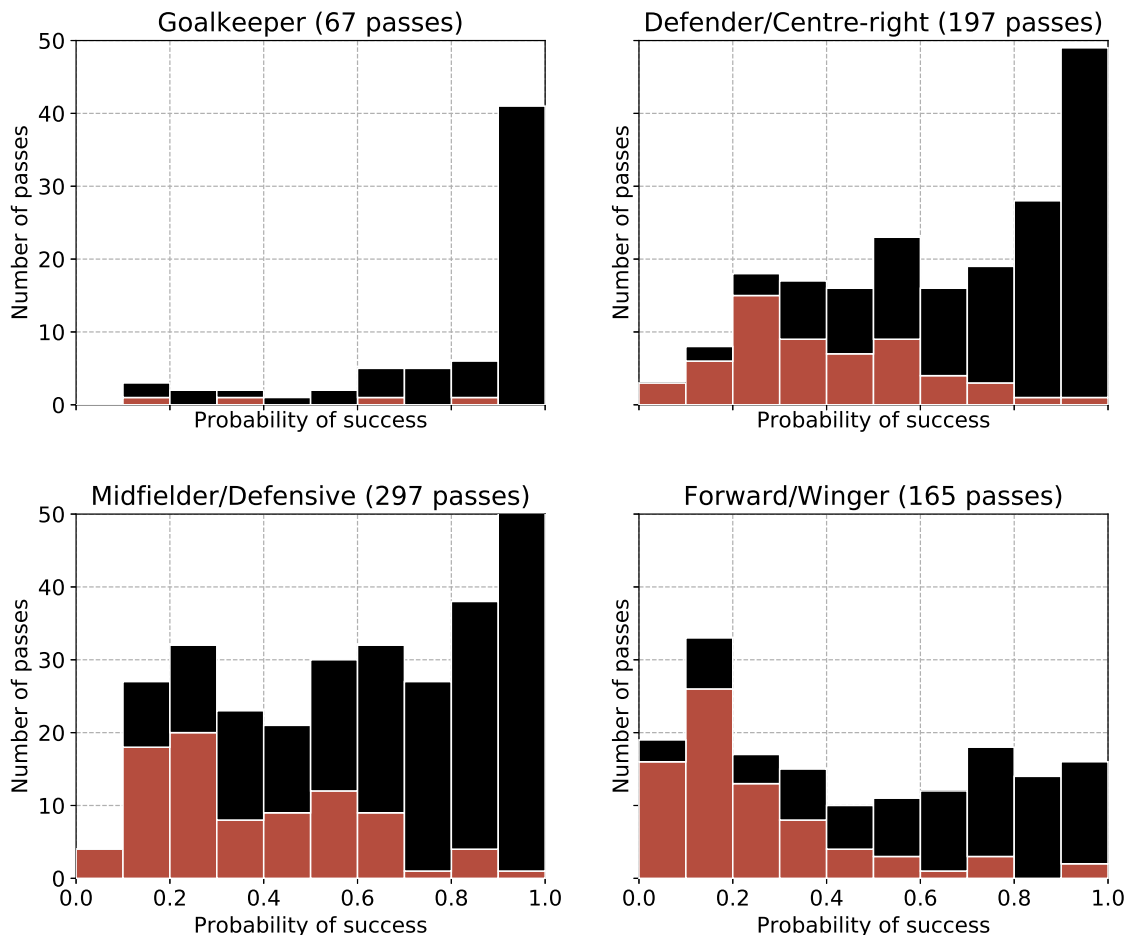 Goalkeeper (67 passes)
50
40
30
20
10
0
Number of passes
Probability of success
Defender/Centre-right (197 passes)
Number of passes
Probability of success
Midfielder/Defensive (297 passes)
50
40
30
20
10
0
Number of passes
0.0 0.2 0.4 0.6 0.8 1.0
Probability of success
Forward/Winger (165 passes)
Number of passes
0.0 0.2 0.4 0.6 0.8 1.0
Probability of success